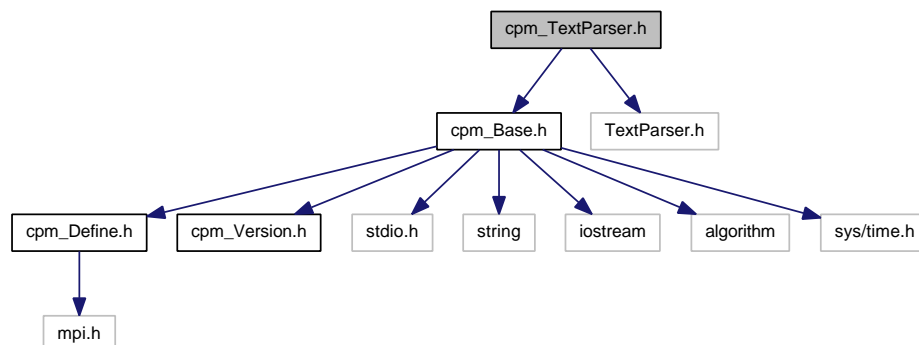 cpm_TextParser.h
cpm_Base.h
TextParser.h
cpm_Define.h
cpm_Version.h
stdio.h
string
iostream
algorithm
sys/time.h
mpi.h